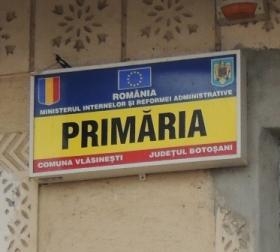 ROMÂNIA
MINISTERUL INTERNELOR ȘI REFORMEI ADMINISTRATIVE
PRIMĂRIA
COMUNA VLĂSINEȘTI JUDEȚUL BOTOȘANI